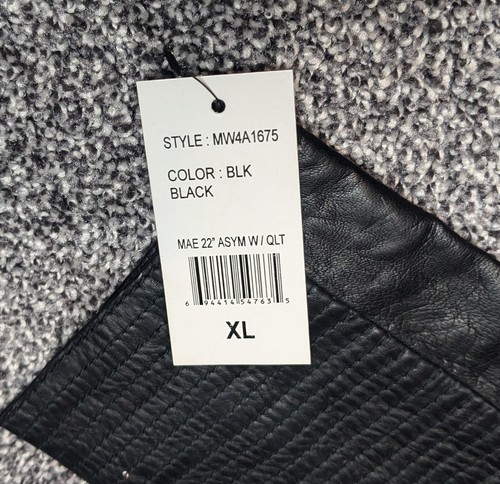 STYLE : MW4A1675
COLOR : BLK
BLACK
MAE 22" ASYM W / QLT
6 94414 54763 5
XL